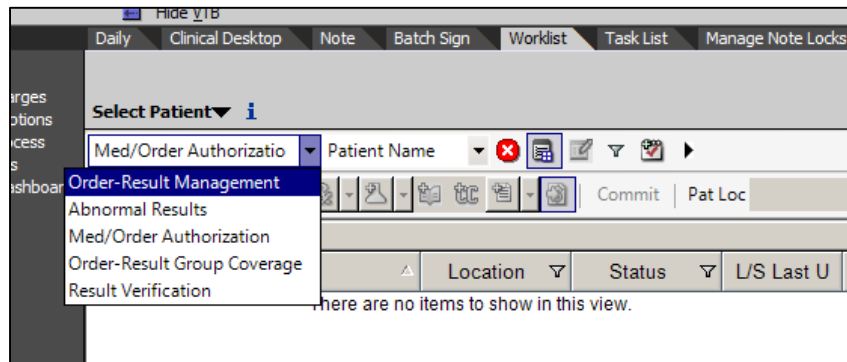 Hide VTB
Daily Clinical Desktop Note Batch Sign Worklist Task List Manage Note Locks
arges
ptions
ocess
s
ashboar
Select Patient
Med/Order Authorizatio Patient Name
Order-Result Management
Abnormal Results
Med/Order Authorization
Order-Result Group Coverage
Result Verification
Commit Pat Loc
Location Status L/S Last U
There are no items to show in this view.